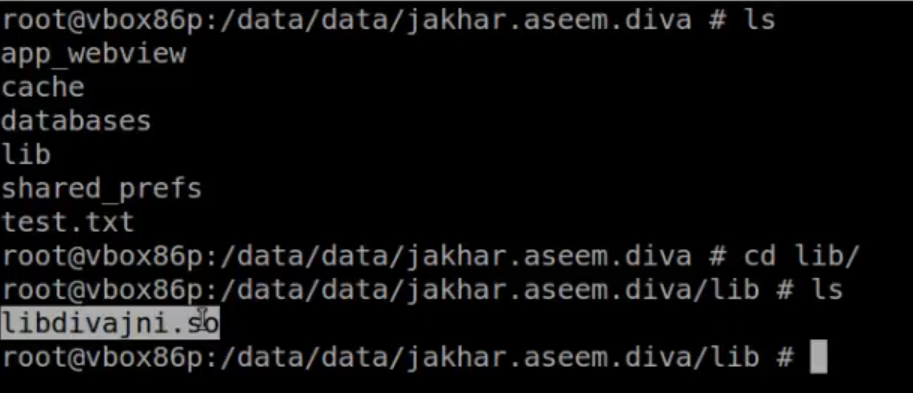 root@vbox86p:/data/data/jakhar.aseem.diva # ls
app_webview
cache
databases
lib
shared_prefs
test.txt
root@vbox86p:/data/data/jakhar.aseem.diva # cd lib/
root@vbox86p:/data/data/jakhar.aseem.diva/lib # ls
libdivajni.so
root@vbox86p:/data/data/jakhar.aseem.diva/lib #